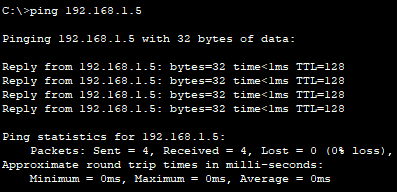 C:\>ping 192.168.1.5
Pinging 192.168.1.5 with 32 bytes of data:
Reply from 192.168.1.5: bytes=32 time<1ms TTL=128
Reply from 192.168.1.5: bytes=32 time<1ms TTL=128
Reply from 192.168.1.5: bytes=32 time<1ms TTL=128
Reply from 192.168.1.5: bytes=32 time<1ms TTL=128
Ping statistics for 192.168.1.5:
    Packets: Sent = 4, Received = 4, Lost = 0 (0% loss),
Approximate round trip times in milli-seconds:
    Minimum = 0ms, Maximum = 0ms, Average = 0ms